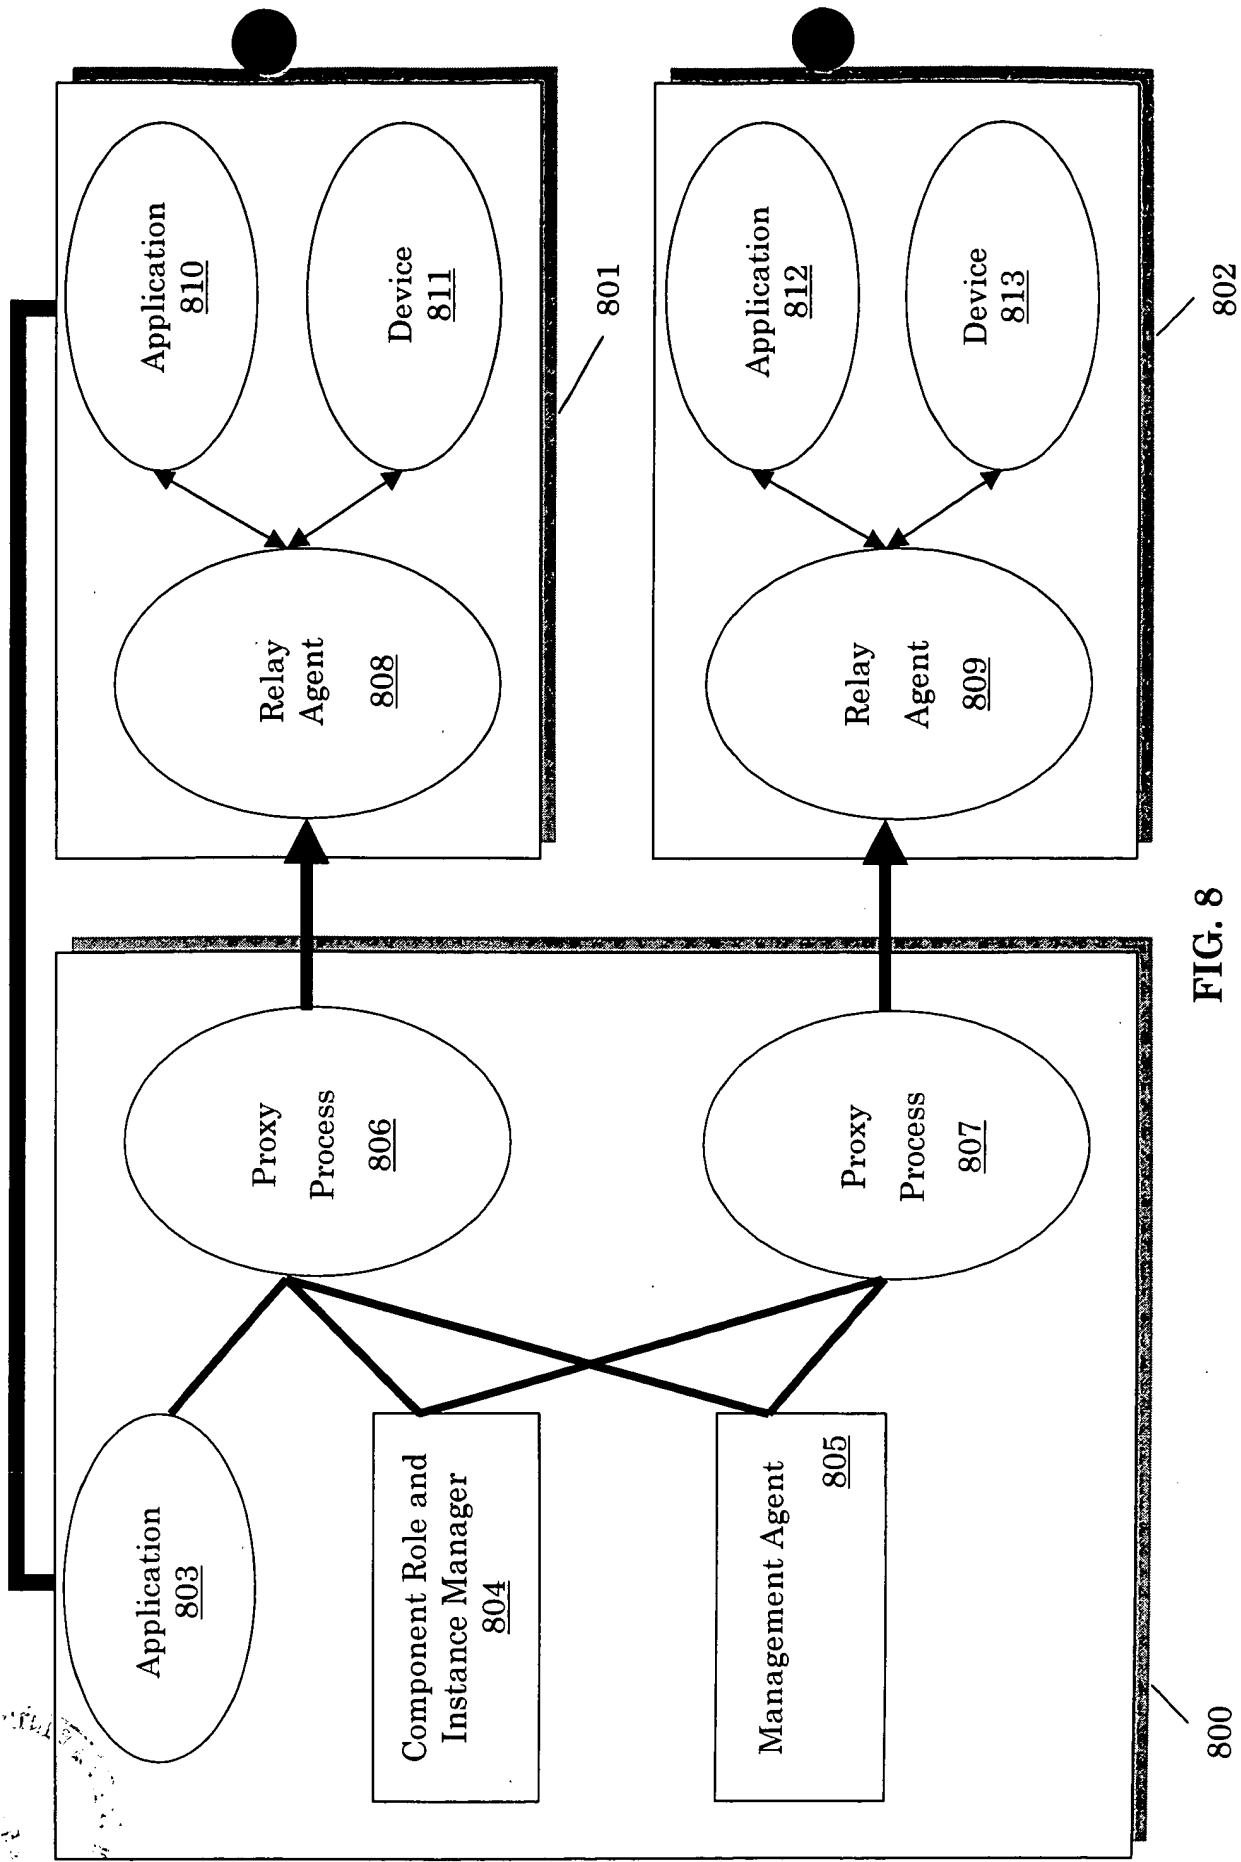 Application
803
Component Role and
Instance Manager
804
Management Agent
805
Proxy
Process
806
Proxy
Process
807
Relay
Agent
808
Relay
Agent
809
Application
810
Device
811
Application
812
Device
813
800
801
802
FIG. 8